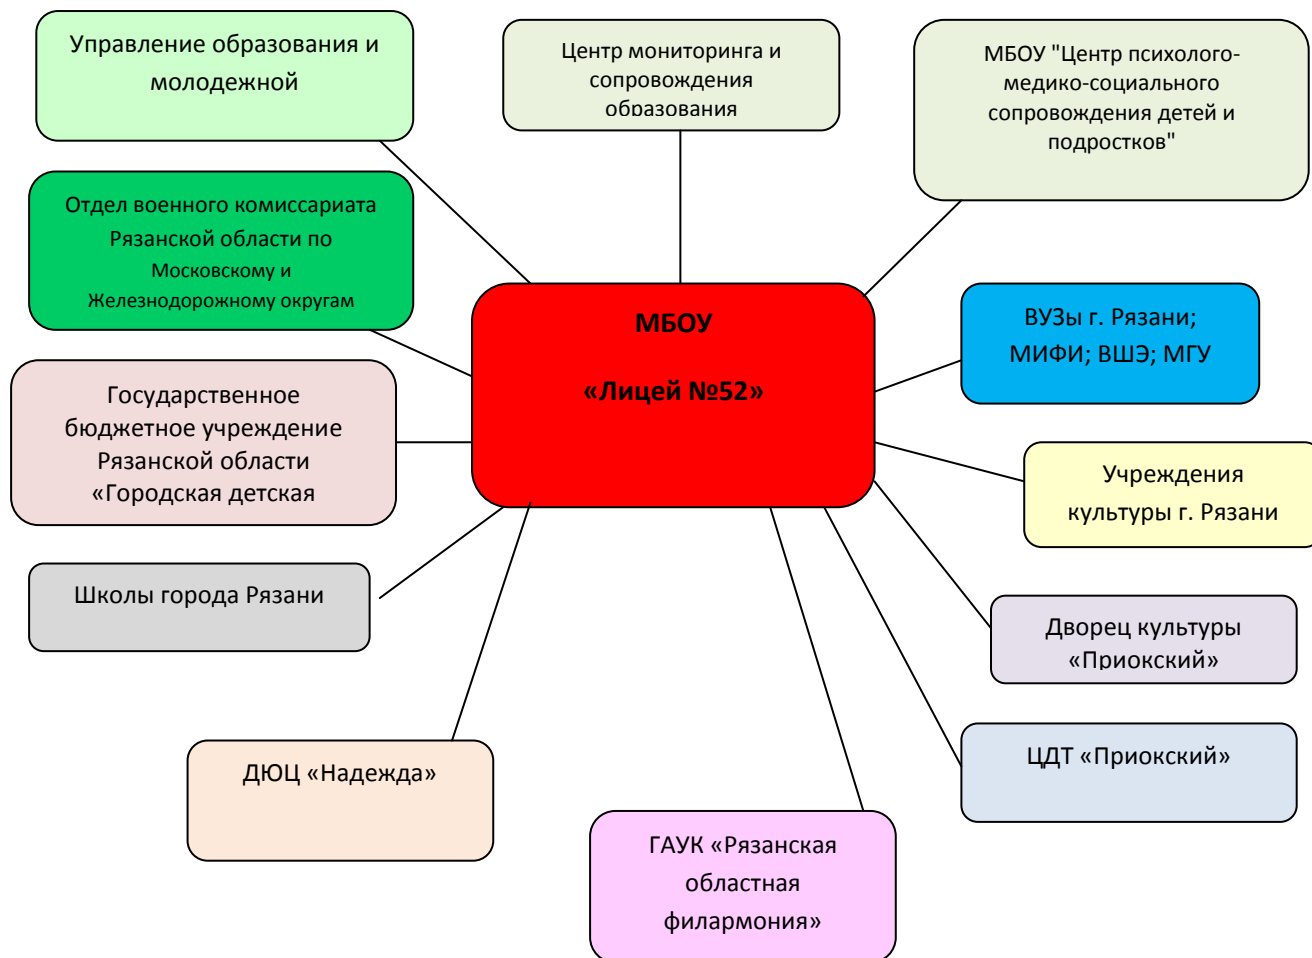 Управление образования и
молодежной
Центр мониторинга и
сопровождения
образования
МБОУ "Центр психолого-
медико-социального
сопровождения детей и
подростков"
Отдел военного комиссариата
Рязанской области по
Московскому и
Железнодорожному округам
МБОУ
«Лицей №52»
ВУЗы г. Рязани;
МИФИ; ВШЭ; МГУ
Государственное
бюджетное учреждение
Рязанской области
«Городская детская
Учреждения
культуры г. Рязани
Школы города Рязани
Дворец культуры
«Приокский»
ДЮЦ «Надежда»
ЦДТ «Приокский»
ГАУК «Рязанская
областная
филармония»